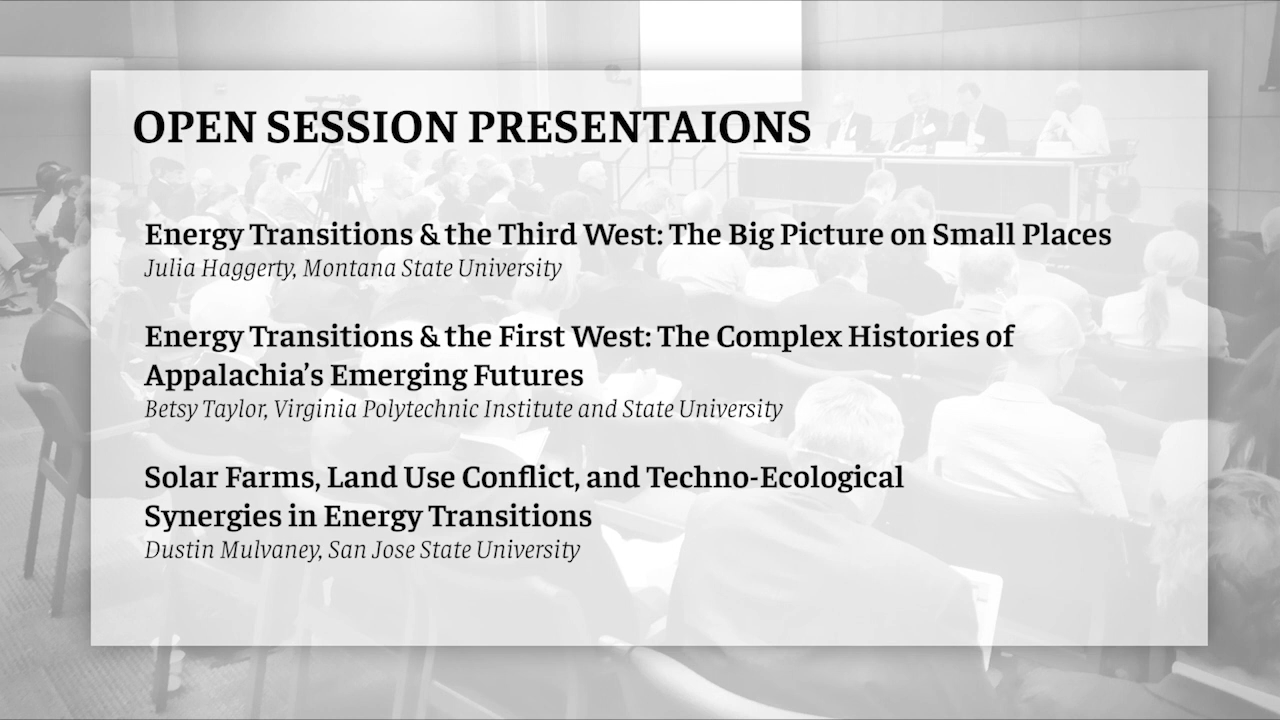 OPEN SESSION PRESENTAIONS
Energy Transitions & the Third West: The Big Picture on Small Places
Julia Haggerty, Montana State University
Energy Transitions & the First West: The Complex Histories of
Appalachia’s Emerging Futures
Betsy Taylor, Virginia Polytechnic Institute and State University
Solar Farms, Land Use Conflict, and Techno-Ecological
Synergies in Energy Transitions
Dustin Mulvaney, San Jose State University